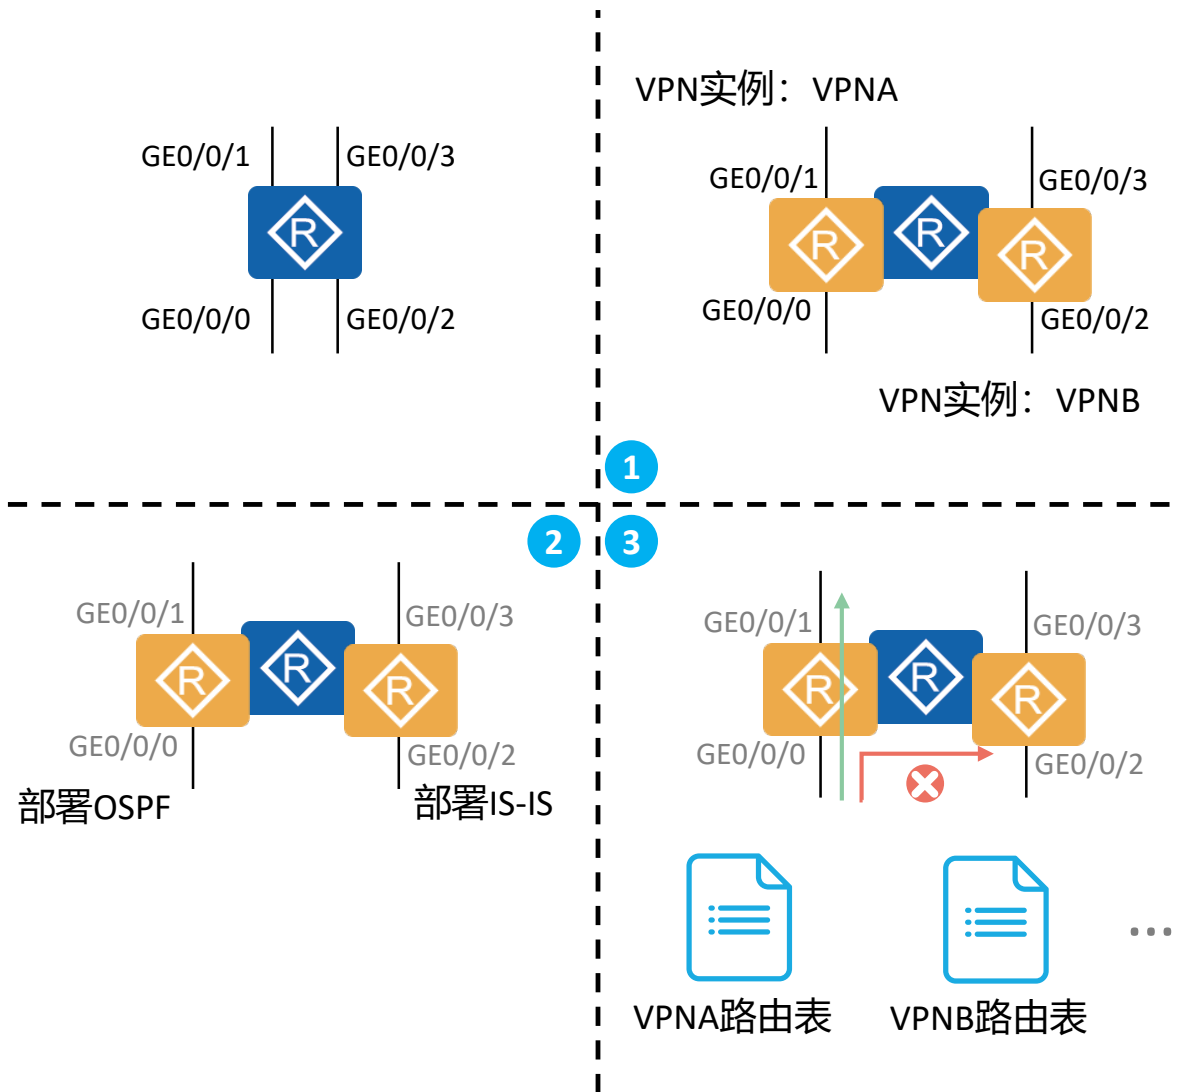 GE0/0/1
GE0/0/3
R
GE0/0/0
GE0/0/2
VPN实例：VPNA
GE0/0/1
GE0/0/3
R
R
R
GE0/0/0
GE0/0/2
VPN实例：VPNB
1
2
3
GE0/0/1
GE0/0/3
R
R
R
GE0/0/0
GE0/0/2
部署OSPF
部署IS-IS
GE0/0/1
GE0/0/3
R
R
R
GE0/0/0
GE0/0/2
VPNA路由表
VPNB路由表
...